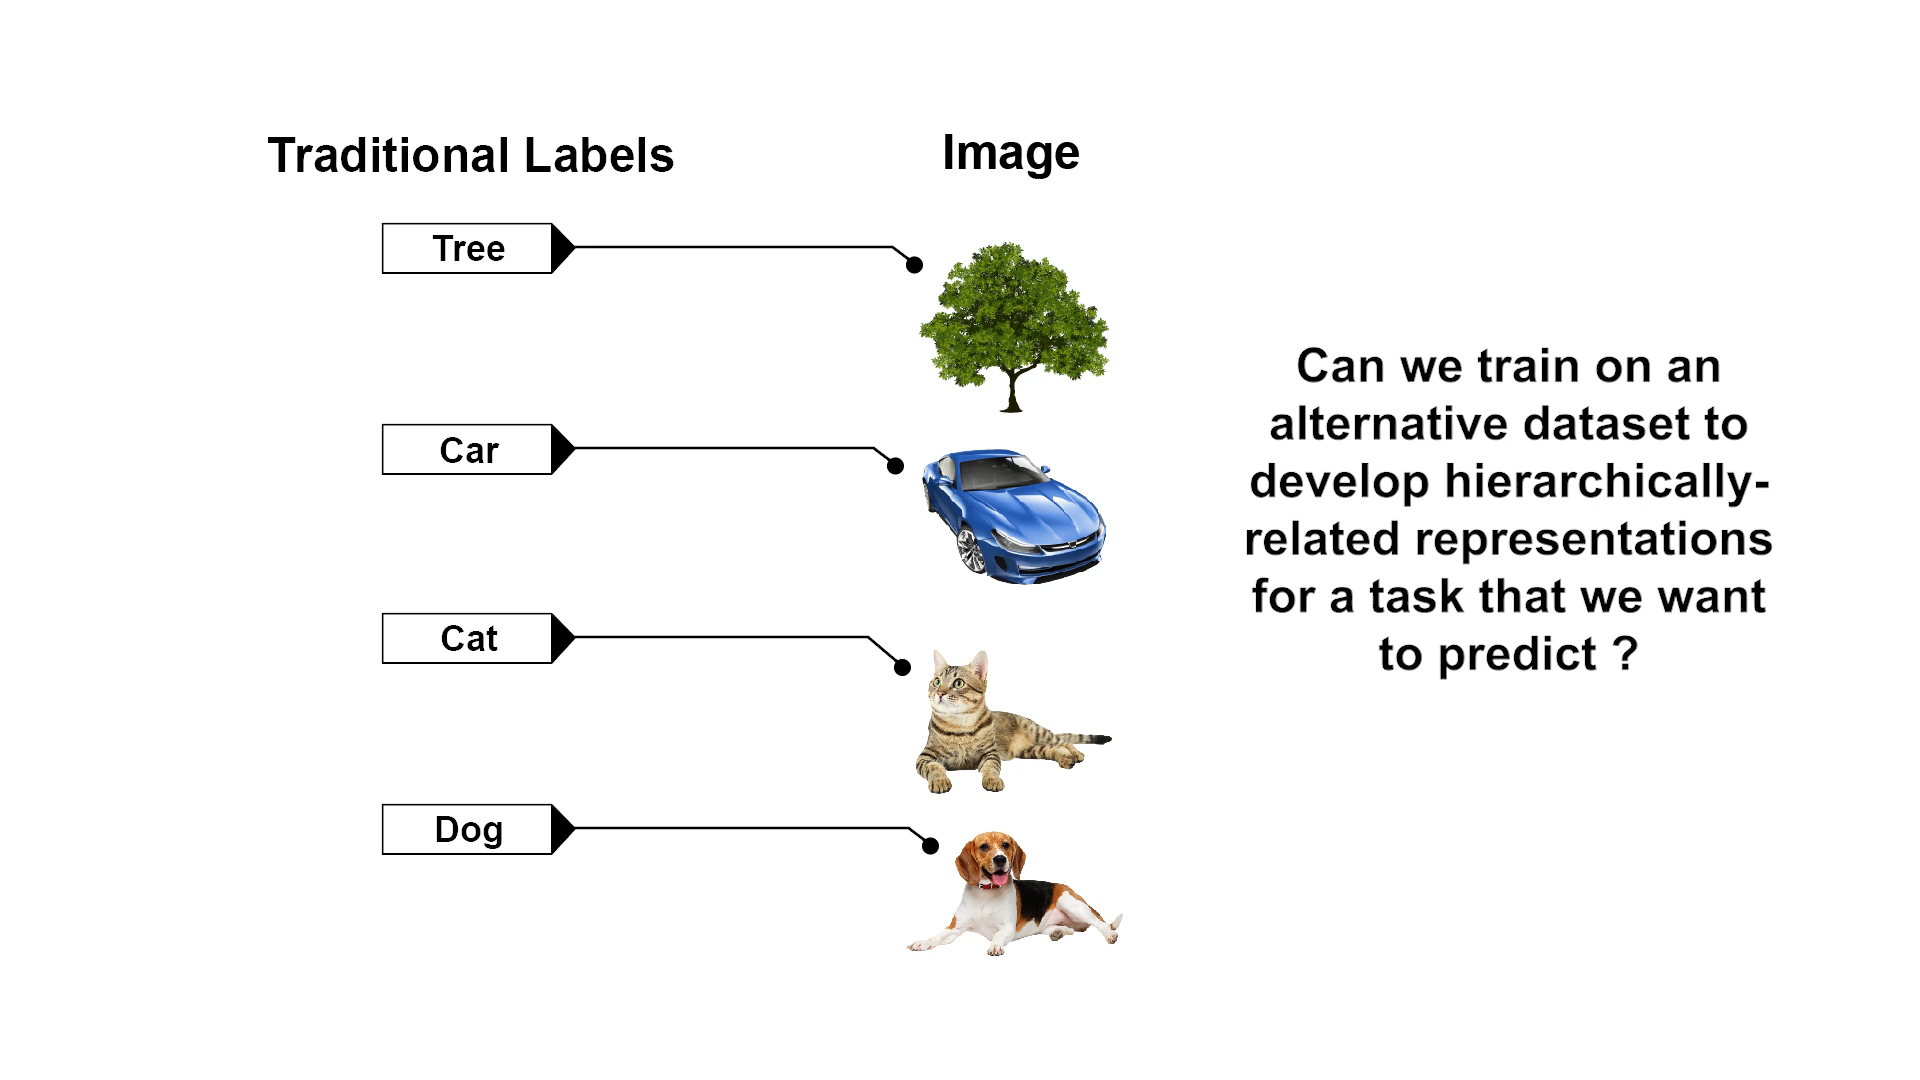 Traditional Labels
Image
Tree
Car
Cat
Dog
Can we train on an
alternative dataset to
develop hierarchically-
related representations
for a task that we want
to predict ?